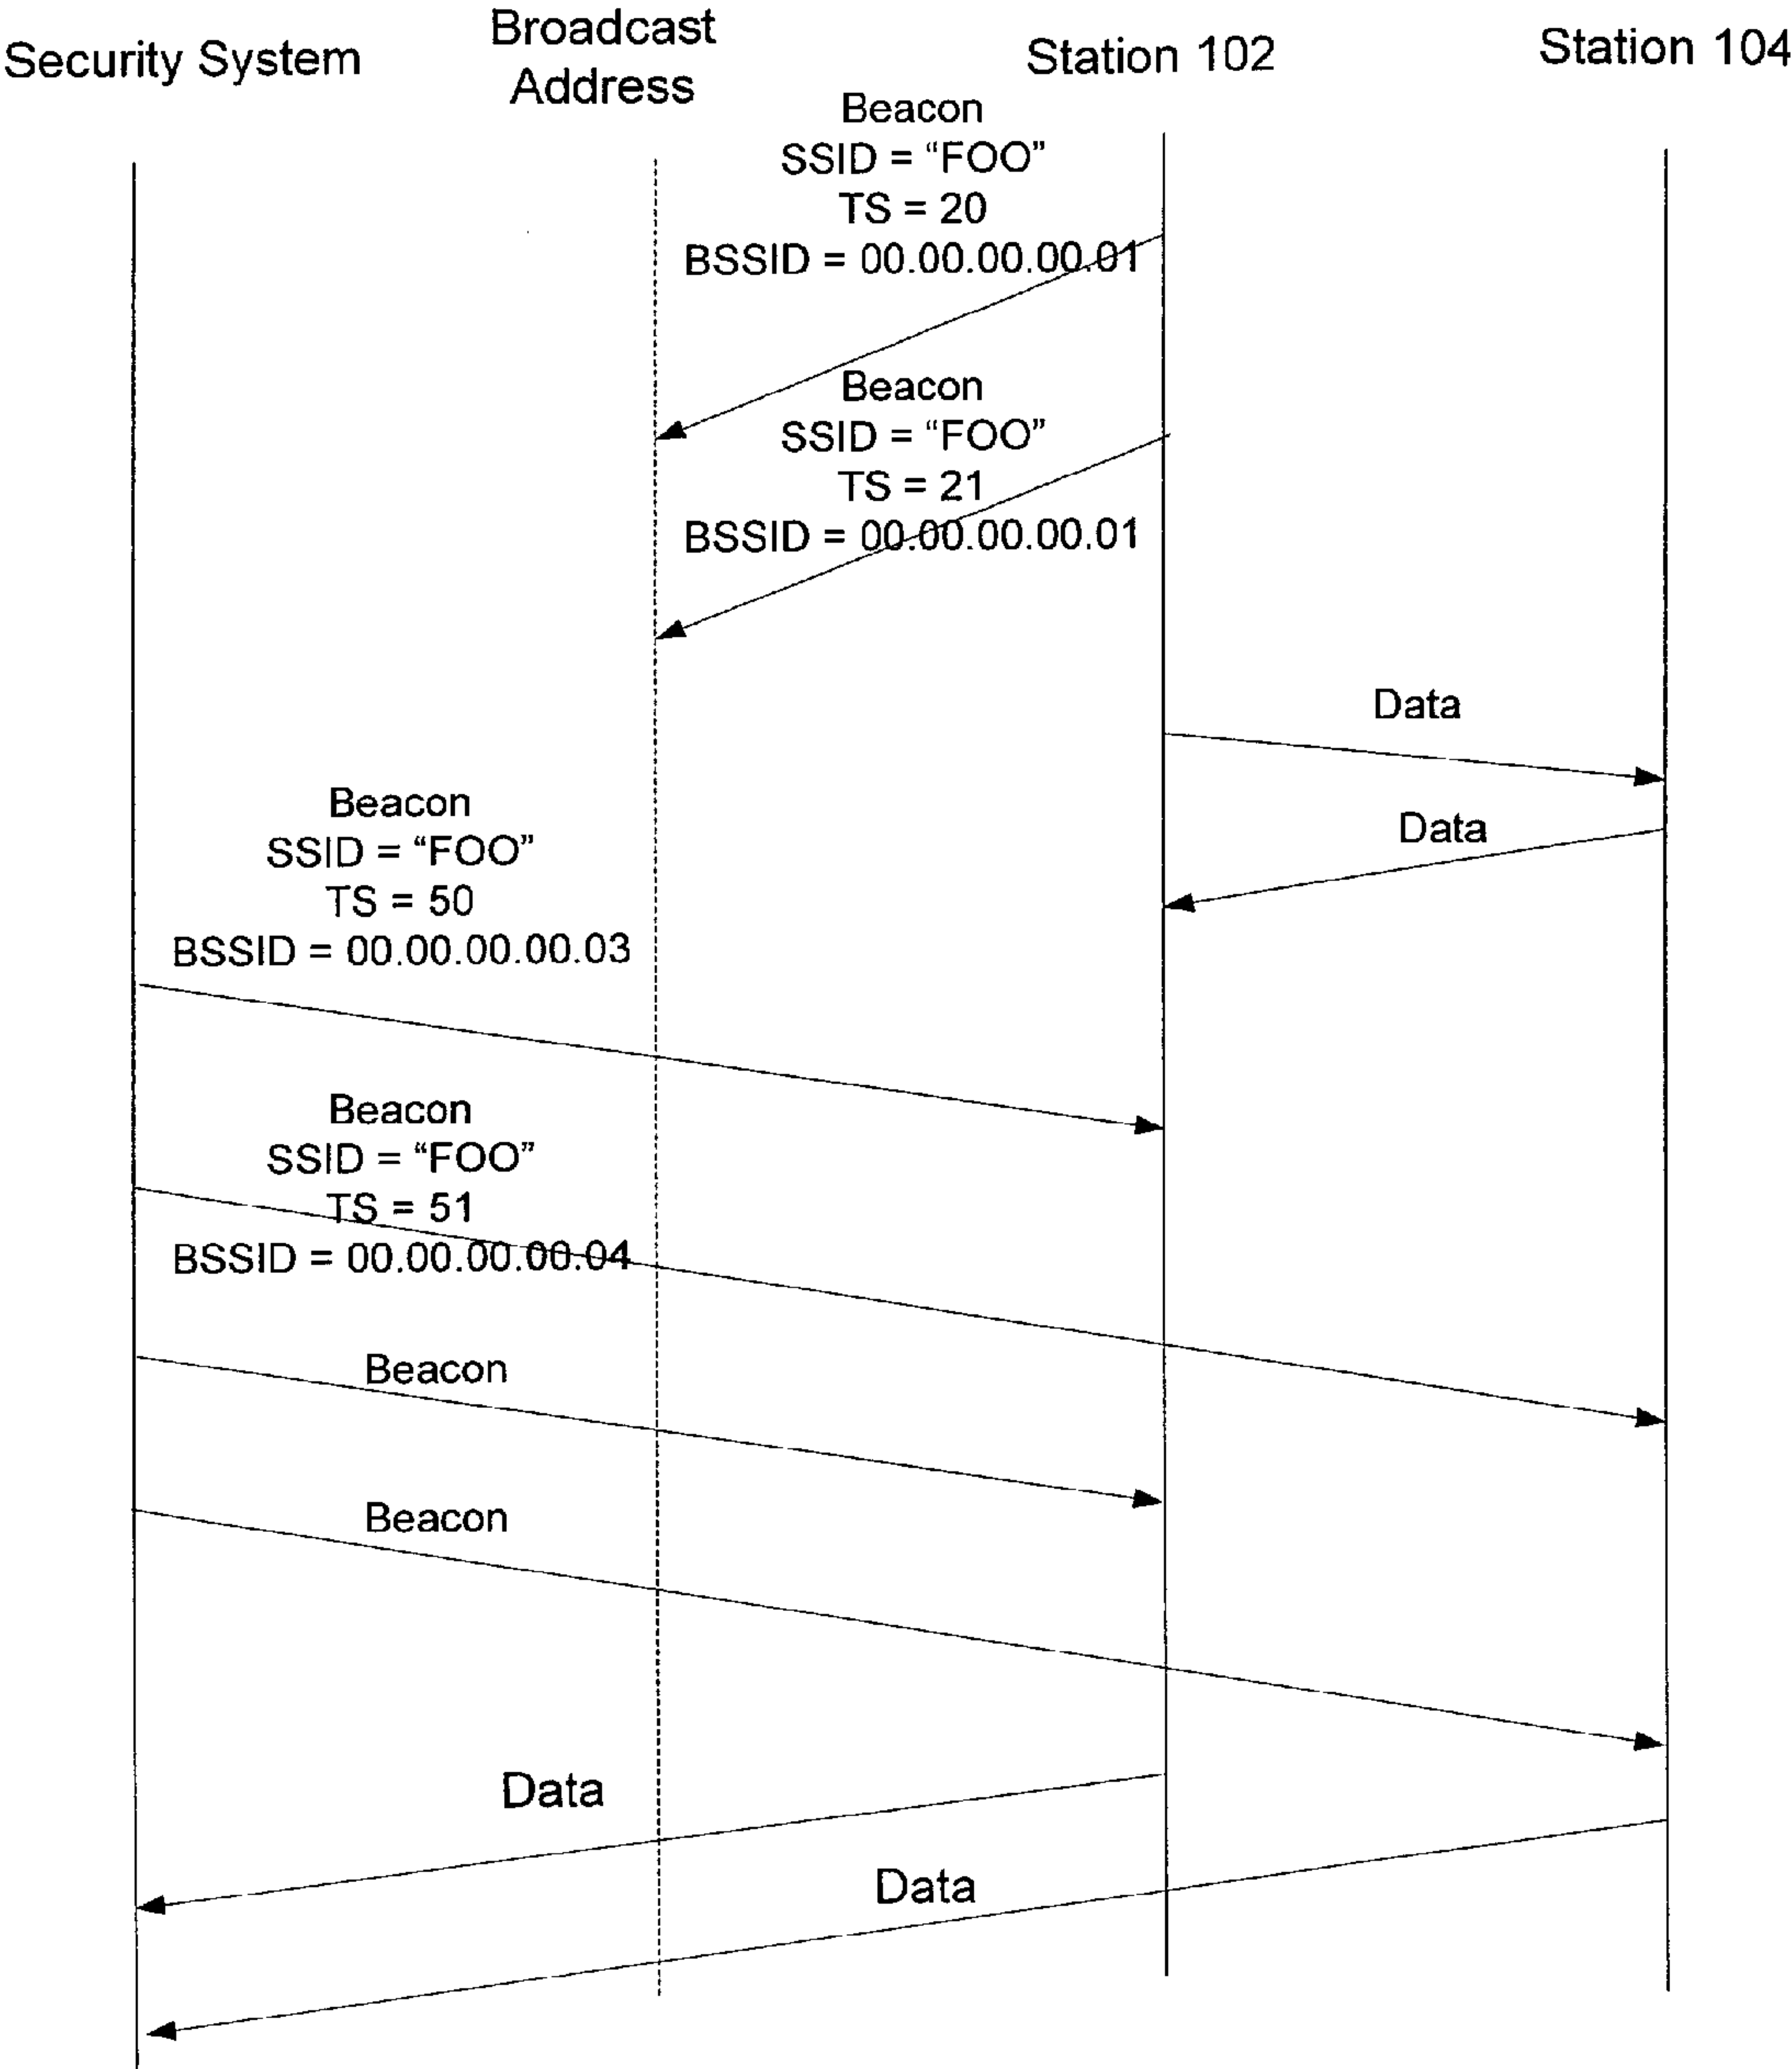 Security System
Broadcast
Address
Station 102
Station 104
Beacon
SSID = “FOO”
TS = 20
BSSID = 00.00.00.00.01
Beacon
SSID = “FOO”
TS = 21
BSSID = 00.00.00.00.01
Data
Data
Beacon
SSID = “FOO”
TS = 50
BSSID = 00.00.00.00.03
Beacon
SSID = “FOO”
TS = 51
BSSID = 00.00.00.00.04
Beacon
Beacon
Data
Data